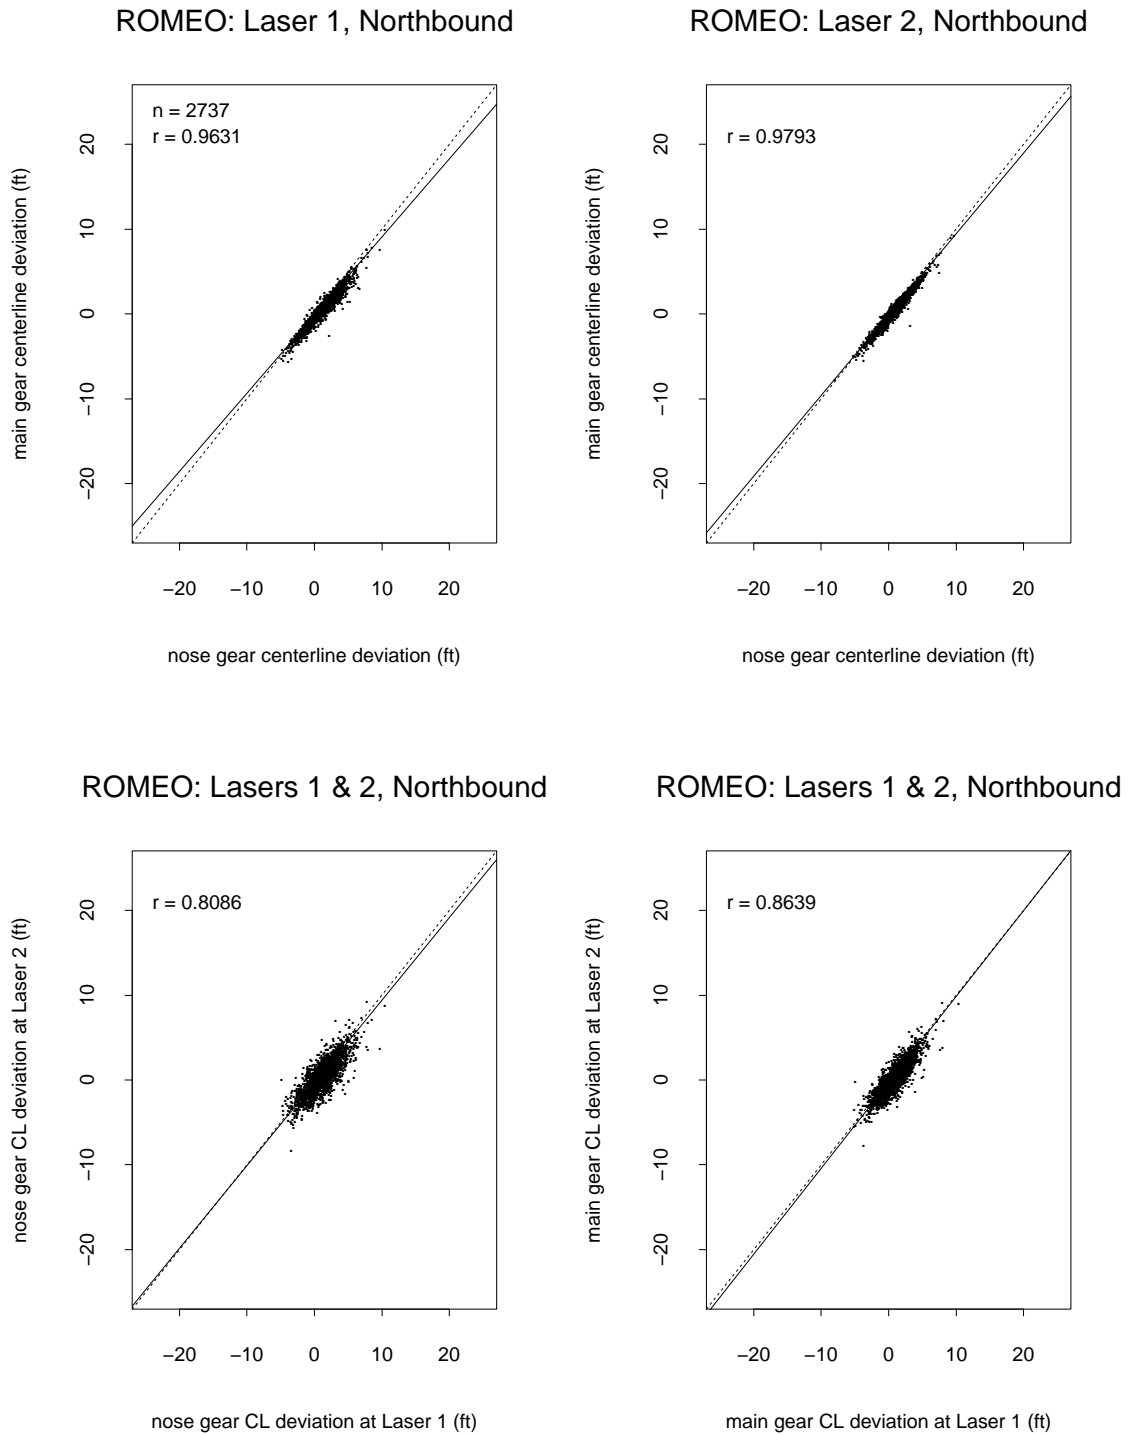 ROMEO: Laser 1, Northbound
n = 2737
r = 0.9631
main gear centerline deviation (ft)
20
10
0
−10
−20
−20 −10 0 10 20
nose gear centerline deviation (ft)
ROMEO: Laser 2, Northbound
r = 0.9793
main gear centerline deviation (ft)
20
10
0
−10
−20
−20 −10 0 10 20
nose gear centerline deviation (ft)
ROMEO: Lasers 1 & 2, Northbound
r = 0.8086
nose gear CL deviation at Laser 2 (ft)
20
10
0
−10
−20
−20 −10 0 10 20
nose gear CL deviation at Laser 1 (ft)
ROMEO: Lasers 1 & 2, Northbound
r = 0.8639
main gear CL deviation at Laser 2 (ft)
20
10
0
−10
−20
−20 −10 0 10 20
main gear CL deviation at Laser 1 (ft)